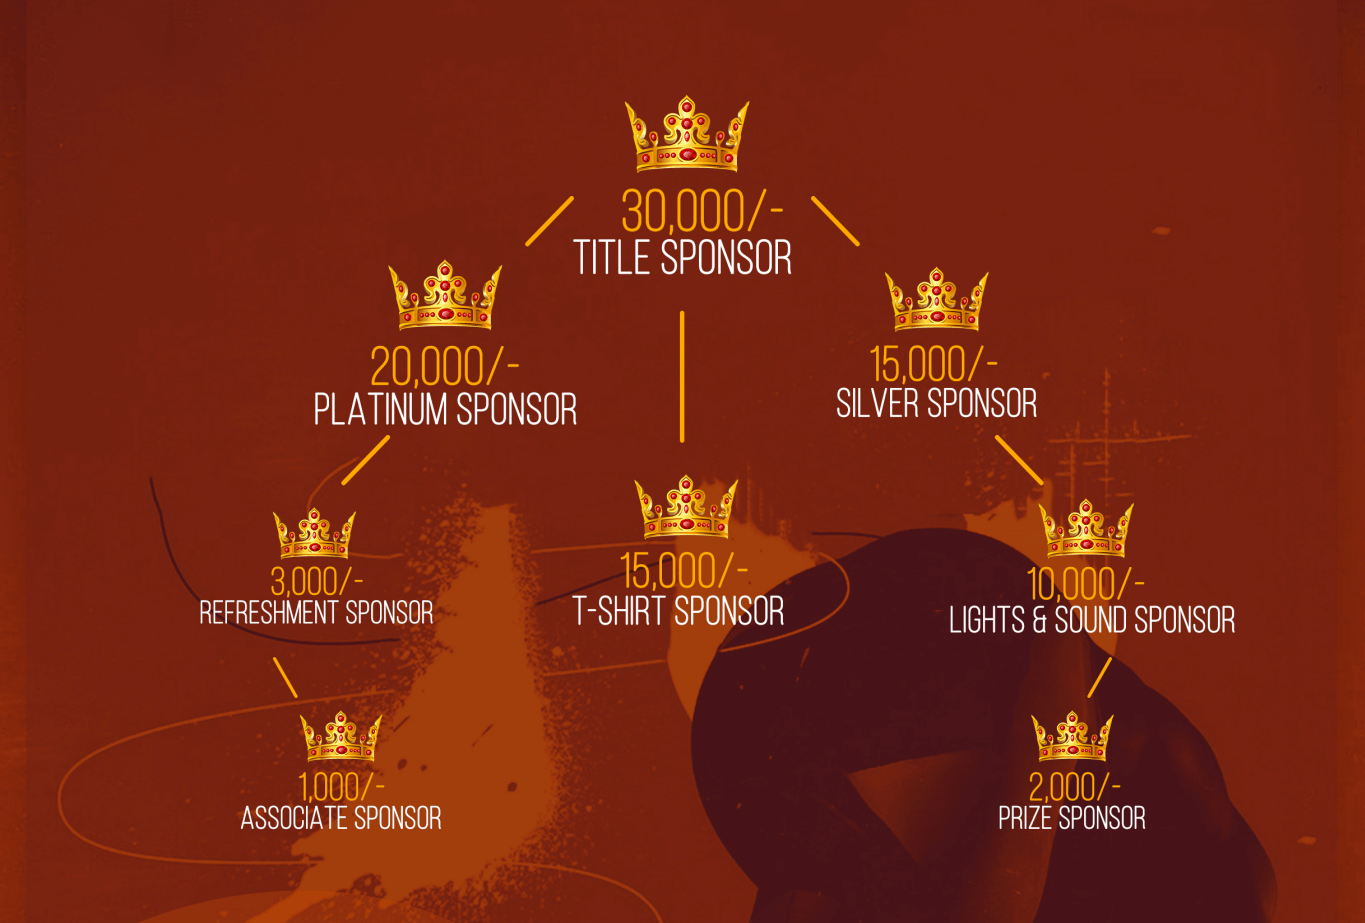 30,000/-
TITLE SPONSOR
20,000/-
PLATINUM SPONSOR
15,000/-
SILVER SPONSOR
3,000/-
REFRESHMENT SPONSOR
15,000/-
T-SHIRT SPONSOR
10,000/-
LIGHTS & SOUND SPONSOR
1,000/-
ASSOCIATE SPONSOR
2,000/-
PRIZE SPONSOR